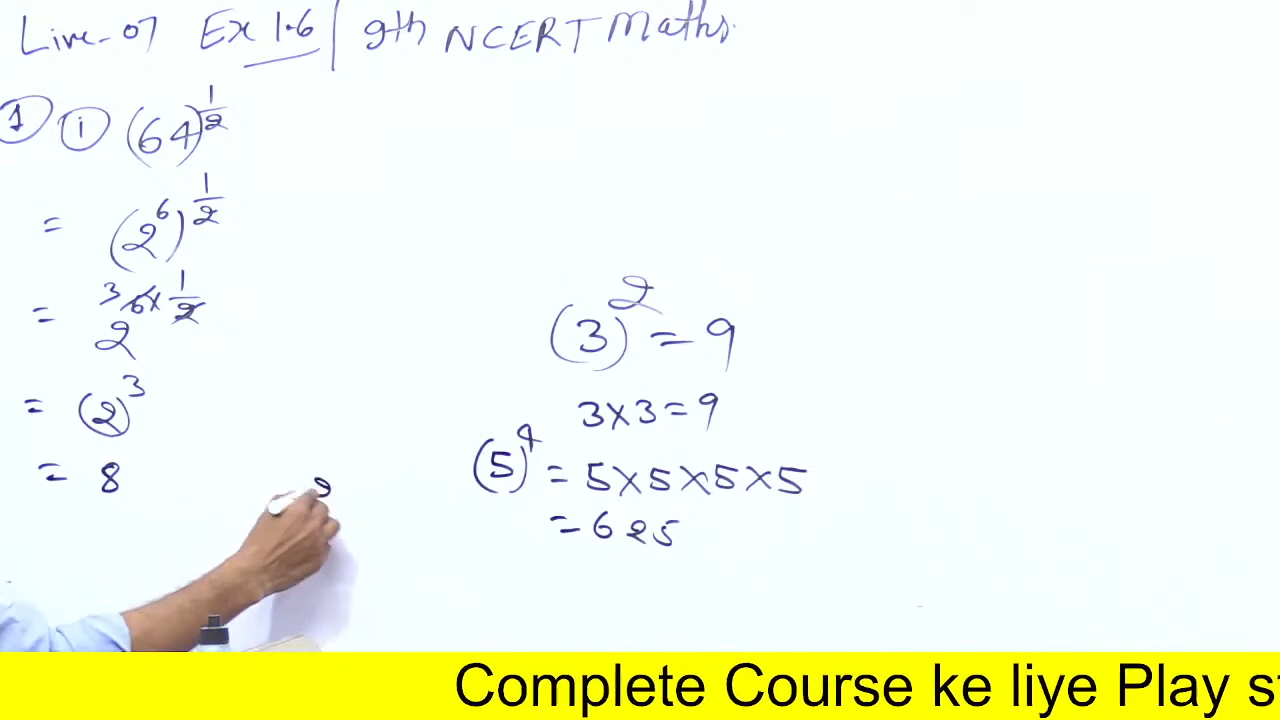 Live-07 Ex 1.6 | 9th NCERT Maths.
1 i (64)^1/2
= (2^6)^1/2
= 2^6×1/2 3
= (2)^3
= 8
(3)^2 = 9
3×3=9
(5)^4 = 5×5×5×5
= 625
Complete Course ke liye Play st